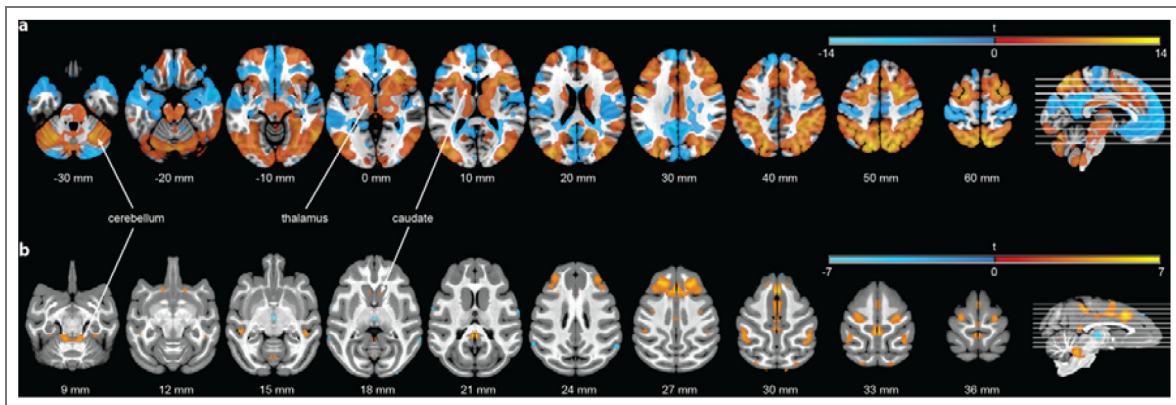 a
t
-14 0 14
-30 mm -20 mm -10 mm 0 mm 10 mm 20 mm 30 mm 40 mm 50 mm 60 mm
cerebellum thalamus caudate
b
t
-7 0 7
9 mm 12 mm 15 mm 18 mm 21 mm 24 mm 27 mm 30 mm 33 mm 36 mm